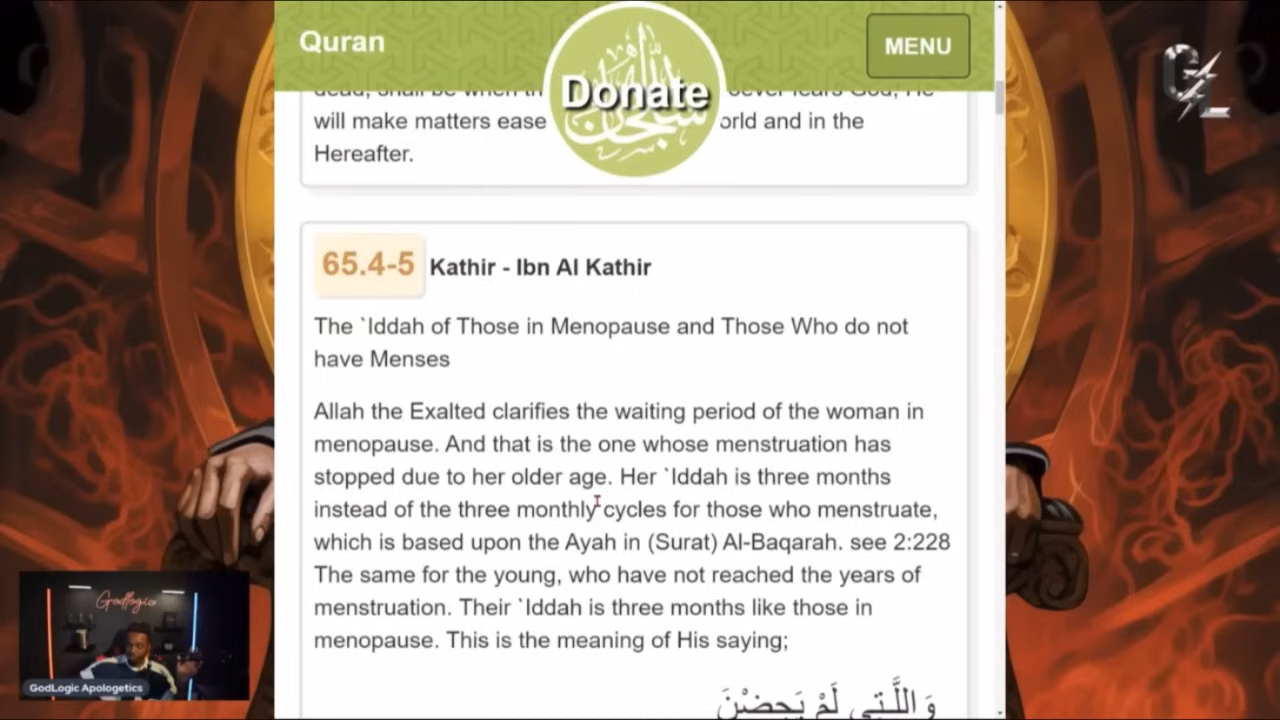 Quran
Donate
MENU
will make matters ease orld and in the
Hereafter.
65.4-5 Kathir - Ibn Al Kathir
The `Iddah of Those in Menopause and Those Who do not
have Menses
Allah the Exalted clarifies the waiting period of the woman in
menopause. And that is the one whose menstruation has
stopped due to her older age. Her `Iddah is three months
instead of the three monthly cycles for those who menstruate,
which is based upon the Ayah in (Surat) Al-Baqarah. see 2:228
The same for the young, who have not reached the years of
menstruation. Their `Iddah is three months like those in
menopause. This is the meaning of His saying;
وَاللَّـتِى لَمْ يَحِضْنَ
Godlogic
GodLogic Apologetics
GL